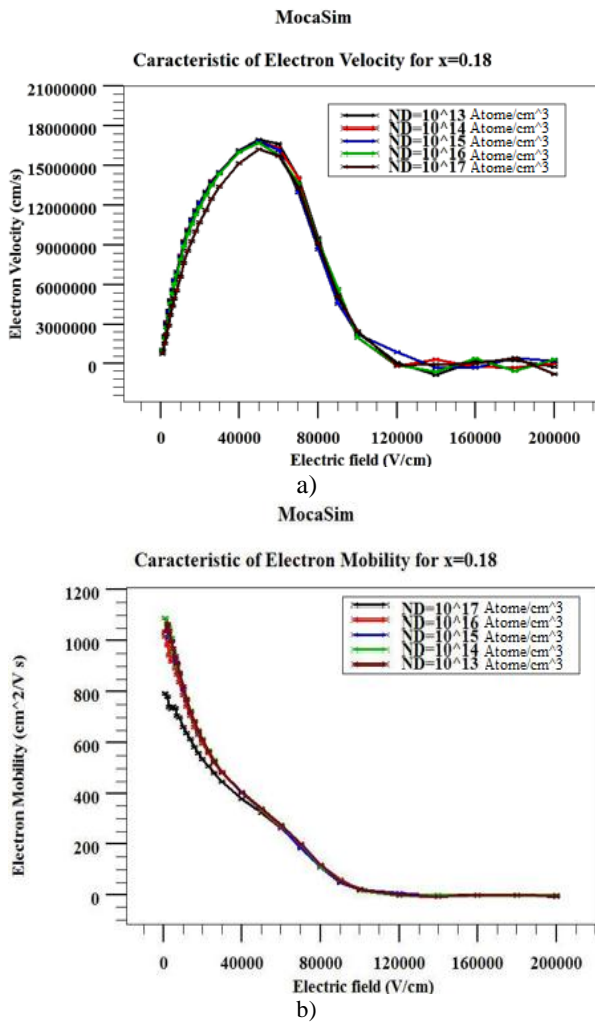 MocaSim
Caracteristic of Electron Velocity for x=0.18
21000000
18000000
15000000
12000000
9000000
6000000
3000000
0
Electron Velocity (cm/s)
ND=10^13 Atome/cm^3
ND=10^14 Atome/cm^3
ND=10^15 Atome/cm^3
ND=10^16 Atome/cm^3
ND=10^17 Atome/cm^3
0 40000 80000 120000 160000 200000
Electric field (V/cm)
a)
MocaSim
Caracteristic of Electron Mobility for x=0.18
1200
1000
800
600
400
200
0
Electron Mobility (cm^2/V s)
ND=10^17 Atome/cm^3
ND=10^16 Atome/cm^3
ND=10^15 Atome/cm^3
ND=10^14 Atome/cm^3
ND=10^13 Atome/cm^3
0 40000 80000 120000 160000 200000
Electric field (V/cm)
b)